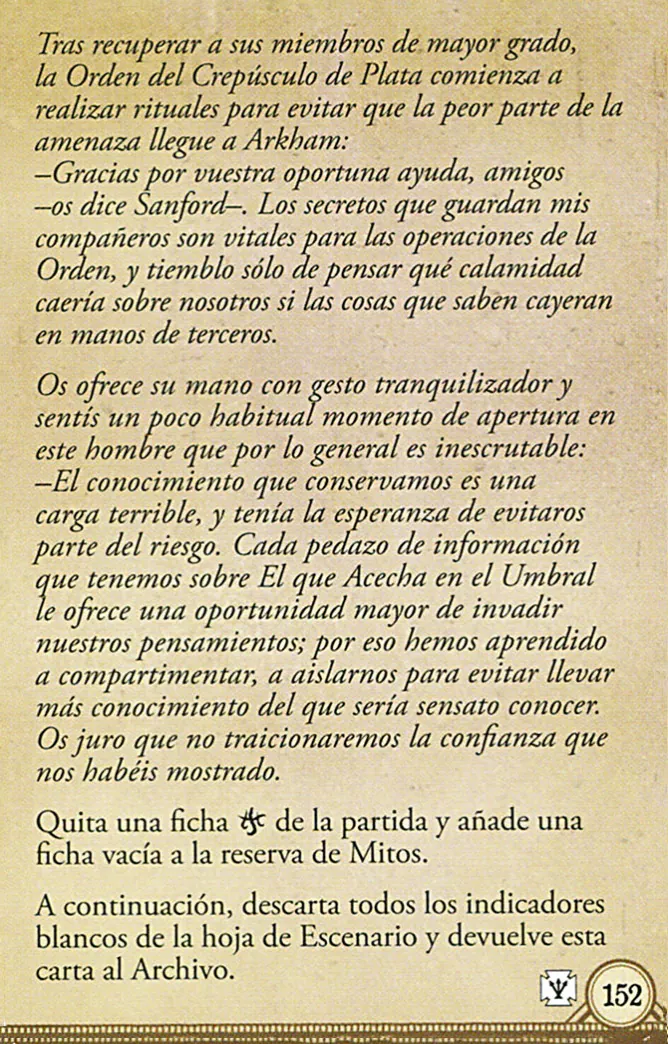 Tras recuperar a sus miembros de mayor grado,
la Orden del Crepúsculo de Plata comienza a
realizar rituales para evitar que la peor parte de la
amenaza llegue a Arkham:
–Gracias por vuestra oportuna ayuda, amigos
–os dice Sanford–. Los secretos que guardan mis
compañeros son vitales para las operaciones de la
Orden, y tiemblo sólo de pensar qué calamidad
caería sobre nosotros si las cosas que saben cayeran
en manos de terceros.
Os ofrece su mano con gesto tranquilizador y
sentís un poco habitual momento de apertura en
este hombre que por lo general es inescrutable:
–El conocimiento que conservamos es una
carga terrible, y tenía la esperanza de evitaros
parte del riesgo. Cada pedazo de información
que tenemos sobre El que Acecha en el Umbral
le ofrece una oportunidad mayor de invadir
nuestros pensamientos; por eso hemos aprendido
a compartimentar, a aislarnos para evitar llevar
más conocimiento del que sería sensato conocer.
Os juro que no traicionaremos la confianza que
nos habéis mostrado.
Quita una ficha de la partida y añade una
ficha vacía a la reserva de Mitos.
A continuación, descarta todos los indicadores
blancos de la hoja de Escenario y devuelve esta
carta al Archivo.
152